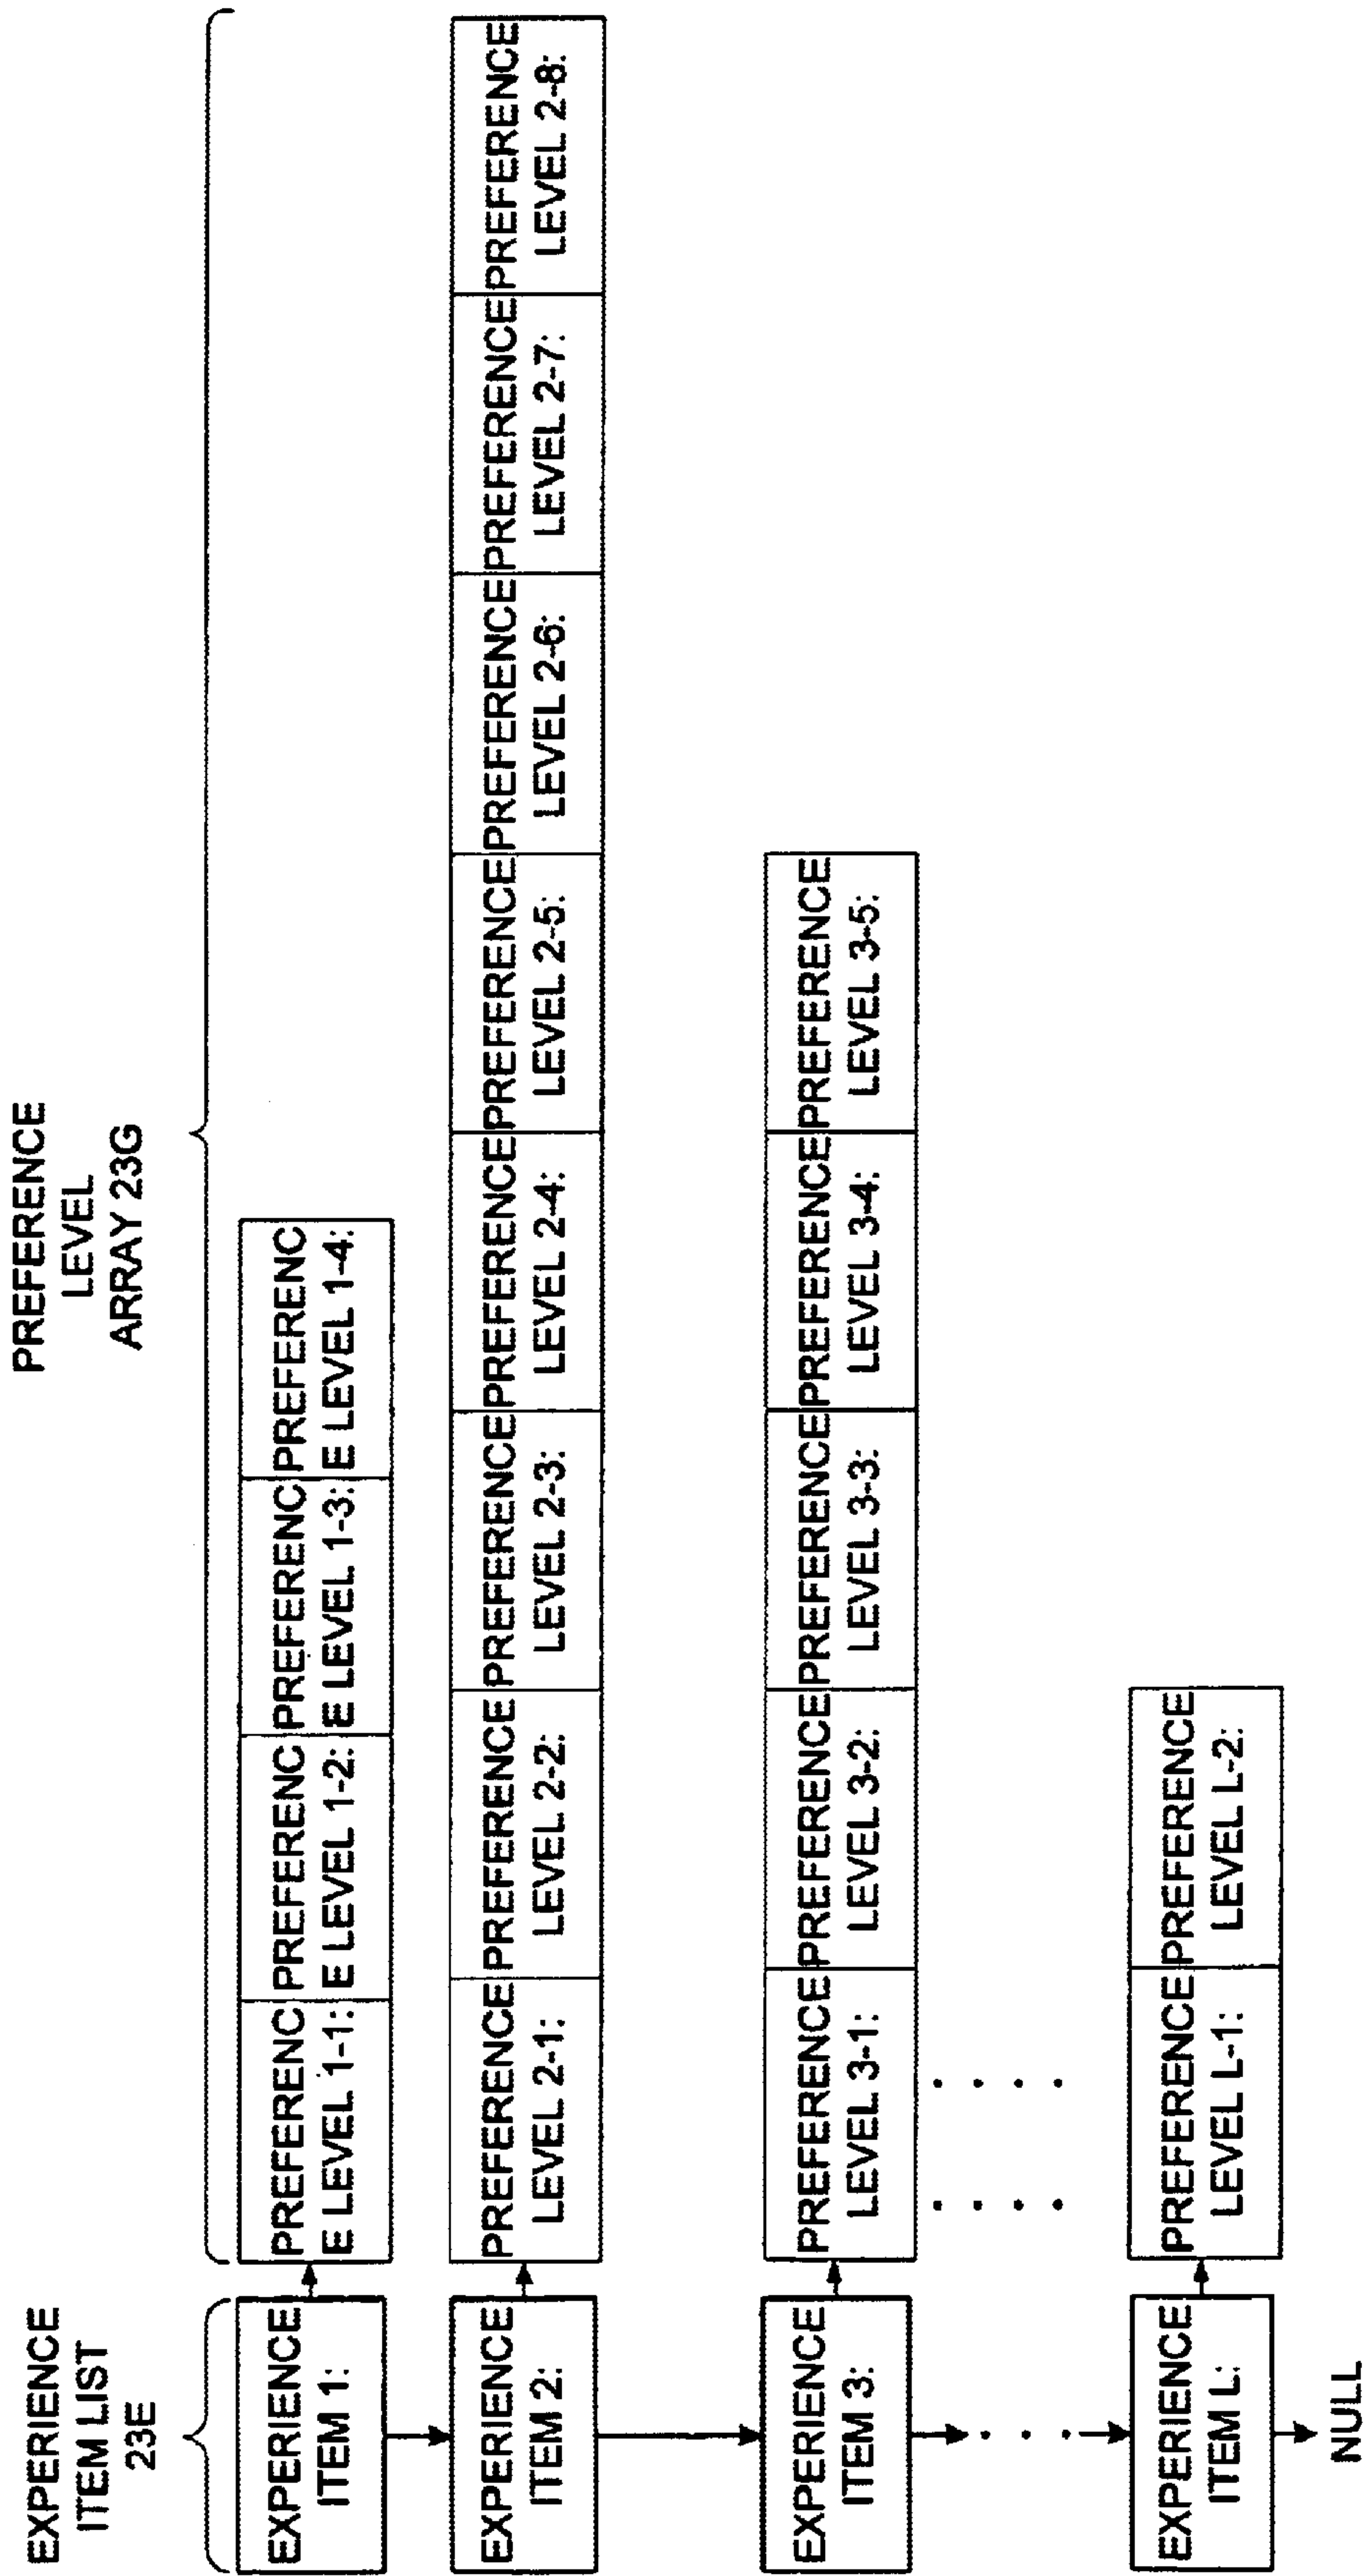 EXPERIENCE
ITEM LIST
23E
PREFERENCE
LEVEL
ARRAY 23G
EXPERIENCE
ITEM 1:
PREFERENC
E LEVEL 1-1:
PREFERENC
E LEVEL 1-2:
PREFERENC
E LEVEL 1-3:
PREFERENC
E LEVEL 1-4:
EXPERIENCE
ITEM 2:
PREFERENCE
LEVEL 2-1:
PREFERENCE
LEVEL 2-2:
PREFERENCE
LEVEL 2-3:
PREFERENCE
LEVEL 2-4:
PREFERENCE
LEVEL 2-5:
PREFERENCE
LEVEL 2-6:
PREFERENCE
LEVEL 2-7:
PREFERENCE
LEVEL 2-8:
EXPERIENCE
ITEM 3:
PREFERENCE
LEVEL 3-1:
PREFERENCE
LEVEL 3-2:
PREFERENCE
LEVEL 3-3:
PREFERENCE
LEVEL 3-4:
PREFERENCE
LEVEL 3-5:
EXPERIENCE
ITEM L:
PREFERENCE
LEVEL L-1:
PREFERENCE
LEVEL L-2:
NULL